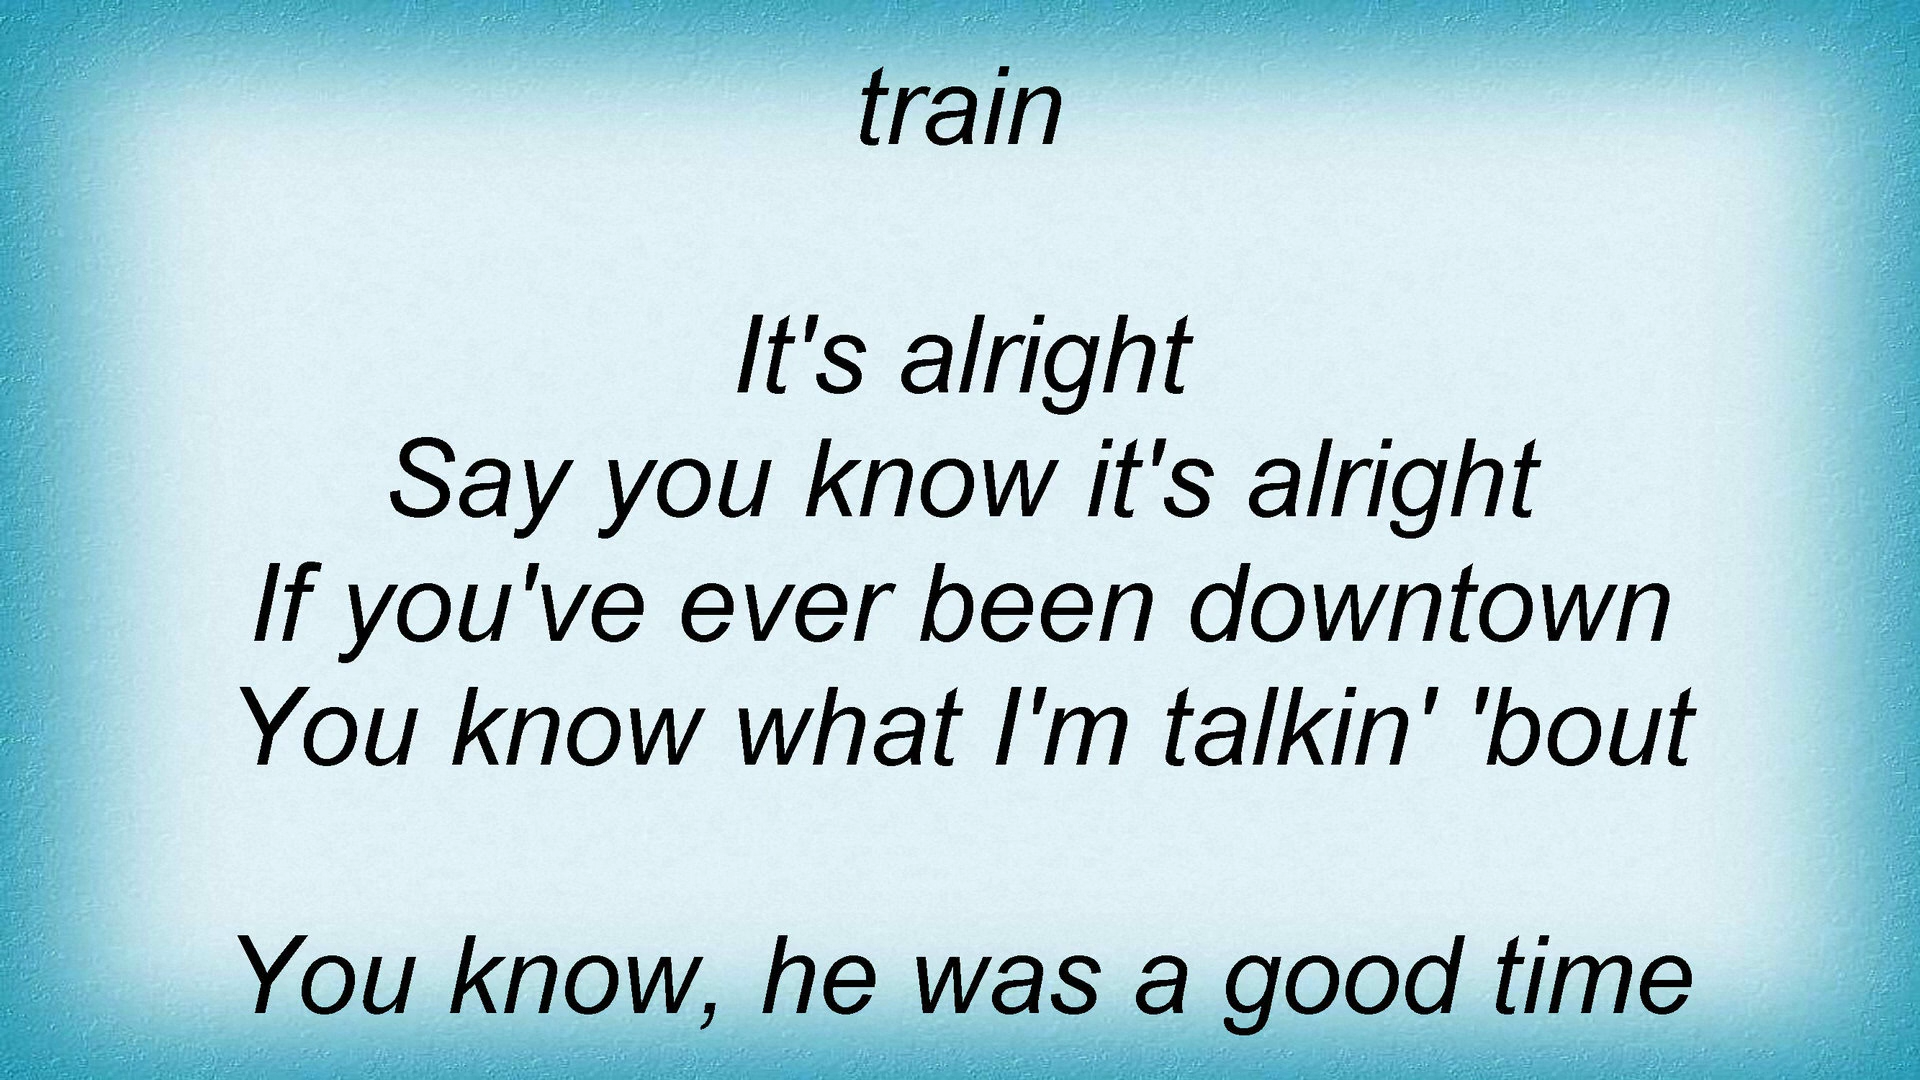 train
It's alright
Say you know it's alright
If you've ever been downtown
You know what I'm talkin' 'bout
You know, he was a good time